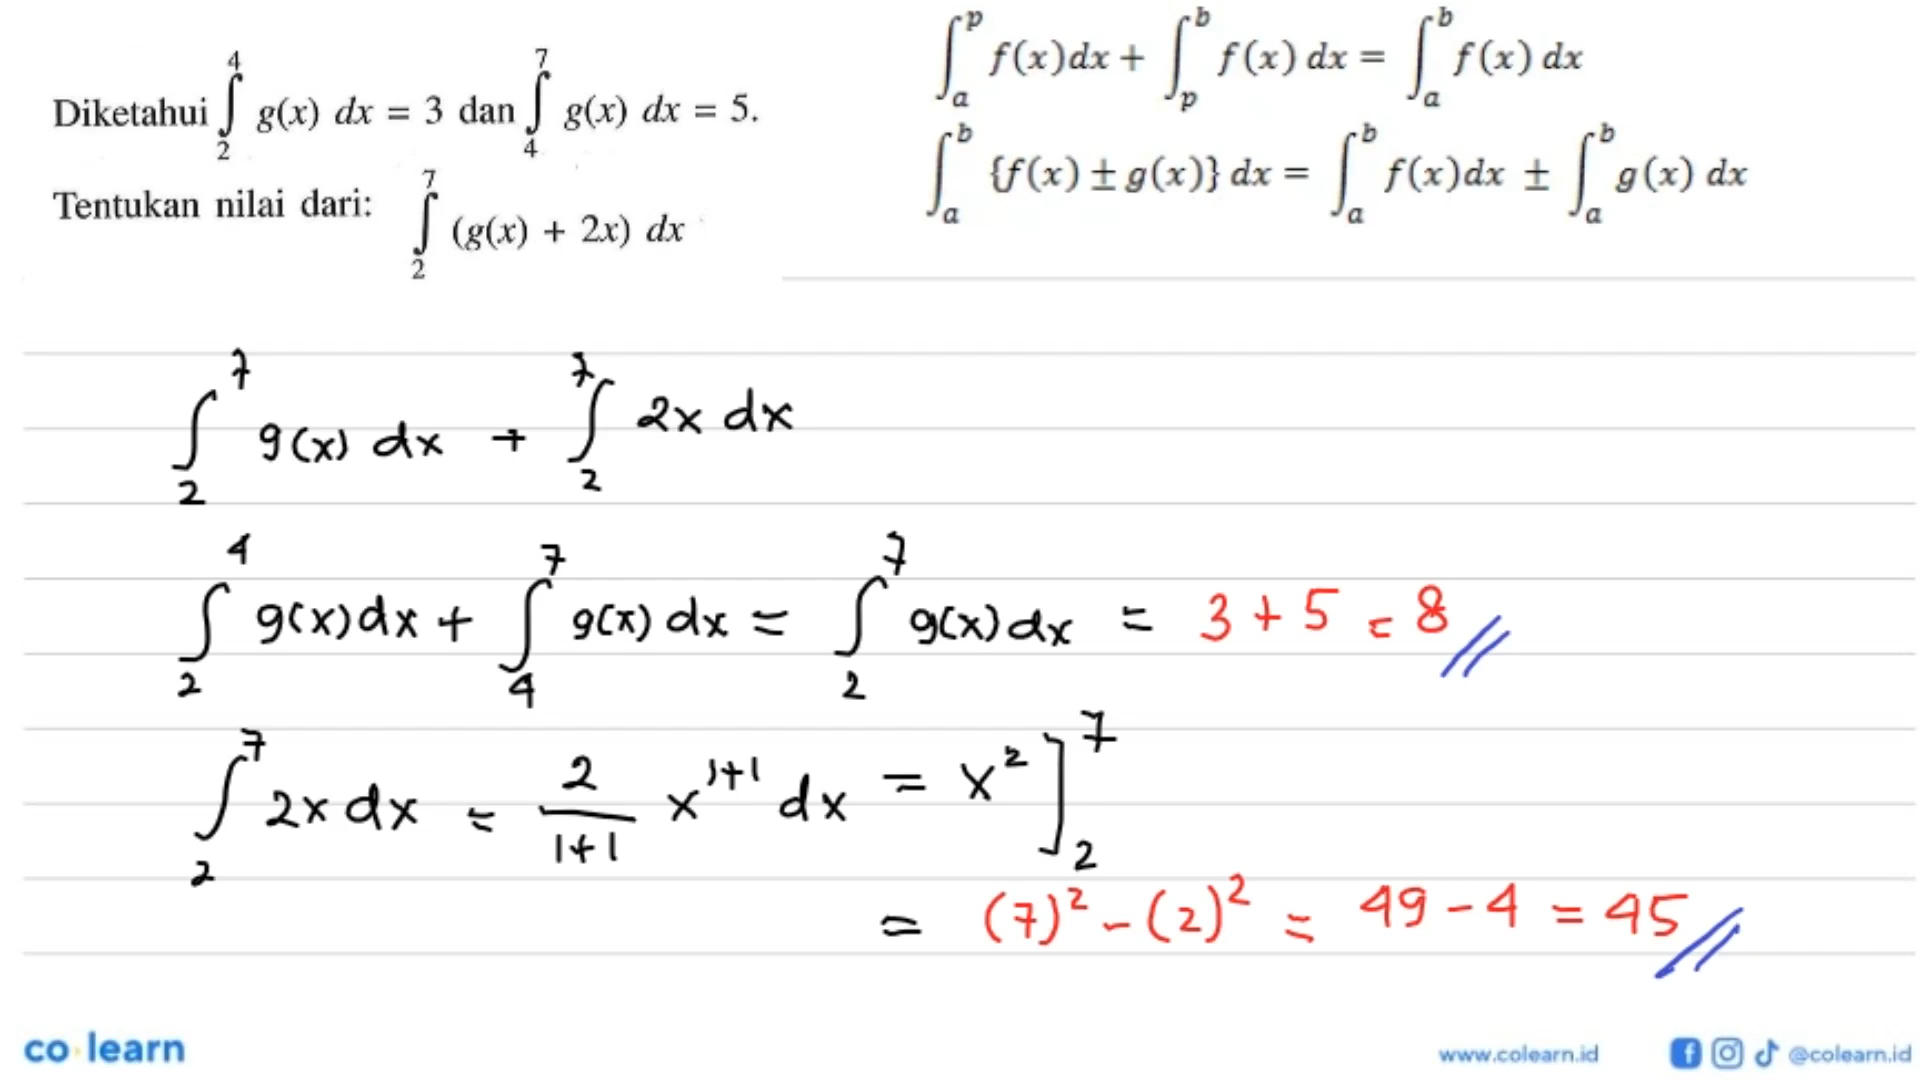 Diketahui ∫₂⁴ g(x) dx = 3 dan ∫₄⁷ g(x) dx = 5.
Tentukan nilai dari: ∫₂⁷ (g(x) + 2x) dx
∫ₐᵖ f(x)dx + ∫ₚᵇ f(x) dx = ∫ₐᵇ f(x) dx
∫ₐᵇ {f(x) ± g(x)} dx = ∫ₐᵇ f(x)dx ± ∫ₐᵇ g(x) dx
∫₂⁷ g(x) dx + ∫₂⁷ 2x dx
∫₂⁴ g(x) dx + ∫₄⁷ g(x) dx = ∫₂⁷ g(x) dx = 3 + 5 = 8 //
∫₂⁷ 2x dx = 2/(1+1) x¹⁺¹ dx = x² ]₂⁷
= (7)² - (2)² = 49 - 4 = 45 //
co learn
www.colearn.id
@colearn.id